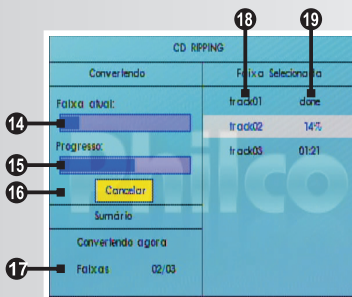 18 19
CD RIPPING
Convertendo
Faixa Selecionada
Faixa atual:
track01 done
14
track02 14%
Progresso:
track03 01:21
15
16 Cancelar
Sumário
Convertendo agora
17 Faixas 02/03
Philco